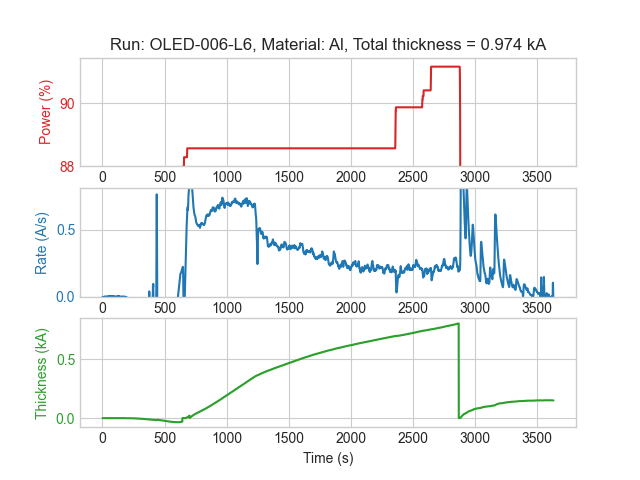 Run: OLED-006-L6, Material: Al, Total thickness = 0.974 kA
Power (%)
90
88
0 500 1000 1500 2000 2500 3000 3500
Rate (A/s)
0.5
0.0
0 500 1000 1500 2000 2500 3000 3500
Thickness (kA)
0.5
0.0
0 500 1000 1500 2000 2500 3000 3500
Time (s)